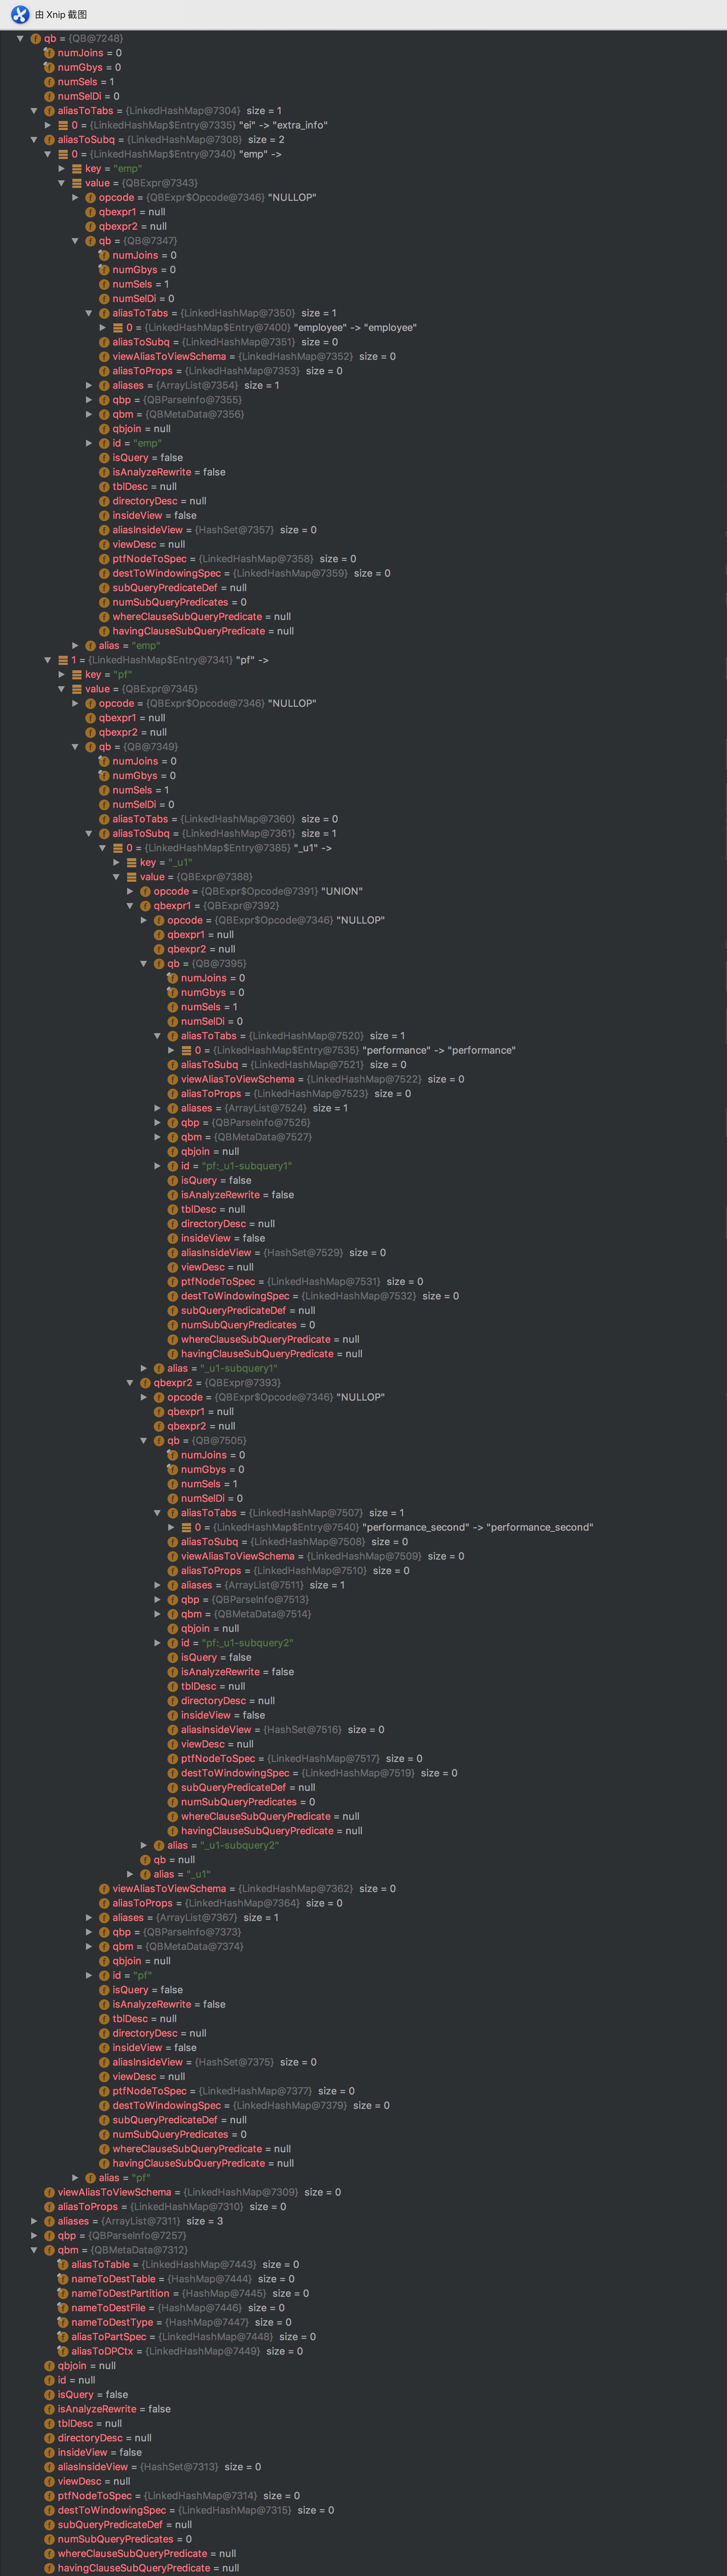 由 Xnip 截图
qb = {QB@7248}
numJoins = 0
numGbys = 0
numSels = 1
numSelDi = 0
aliasToTabs = {LinkedHashMap@7304} size = 1
0 = {LinkedHashMap$Entry@7335} "ei" -> "extra_info"
aliasToSubq = {LinkedHashMap@7308} size = 2
0 = {LinkedHashMap$Entry@7340} "emp" ->
key = "emp"
value = {QBExpr@7343}
opcode = {QBExpr$Opcode@7346} "NULLOP"
qbexpr1 = null
qbexpr2 = null
qb = {QB@7347}
numJoins = 0
numGbys = 0
numSels = 1
numSelDi = 0
aliasToTabs = {LinkedHashMap@7350} size = 1
0 = {LinkedHashMap$Entry@7400} "employee" -> "employee"
aliasToSubq = {LinkedHashMap@7351} size = 0
viewAliasToViewSchema = {LinkedHashMap@7352} size = 0
aliasToProps = {LinkedHashMap@7353} size = 0
aliases = {ArrayList@7354} size = 1
qbp = {QBParseInfo@7355}
qbm = {QBMetaData@7356}
qbjoin = null
id = "emp"
isQuery = false
isAnalyzeRewrite = false
tblDesc = null
directoryDesc = null
insideView = false
aliasInsideView = {HashSet@7357} size = 0
viewDesc = null
ptfNodeToSpec = {LinkedHashMap@7358} size = 0
destToWindowingSpec = {LinkedHashMap@7359} size = 0
subQueryPredicateDef = null
numSubQueryPredicates = 0
whereClauseSubQueryPredicate = null
havingClauseSubQueryPredicate = null
alias = "emp"
1 = {LinkedHashMap$Entry@7341} "pf" ->
key = "pf"
value = {QBExpr@7345}
opcode = {QBExpr$Opcode@7346} "NULLOP"
qbexpr1 = null
qbexpr2 = null
qb = {QB@7349}
numJoins = 0
numGbys = 0
numSels = 1
numSelDi = 0
aliasToTabs = {LinkedHashMap@7360} size = 0
aliasToSubq = {LinkedHashMap@7361} size = 1
0 = {LinkedHashMap$Entry@7385} "_u1" ->
key = "_u1"
value = {QBExpr@7388}
opcode = {QBExpr$Opcode@7391} "UNION"
qbexpr1 = {QBExpr@7392}
opcode = {QBExpr$Opcode@7346} "NULLOP"
qbexpr1 = null
qbexpr2 = null
qb = {QB@7395}
numJoins = 0
numGbys = 0
numSels = 1
numSelDi = 0
aliasToTabs = {LinkedHashMap@7520} size = 1
0 = {LinkedHashMap$Entry@7535} "performance" -> "performance"
aliasToSubq = {LinkedHashMap@7521} size = 0
viewAliasToViewSchema = {LinkedHashMap@7522} size = 0
aliasToProps = {LinkedHashMap@7523} size = 0
aliases = {ArrayList@7524} size = 1
qbp = {QBParseInfo@7526}
qbm = {QBMetaData@7527}
qbjoin = null
id = "pf:_u1-subquery1"
isQuery = false
isAnalyzeRewrite = false
tblDesc = null
directoryDesc = null
insideView = false
aliasInsideView = {HashSet@7529} size = 0
viewDesc = null
ptfNodeToSpec = {LinkedHashMap@7531} size = 0
destToWindowingSpec = {LinkedHashMap@7532} size = 0
subQueryPredicateDef = null
numSubQueryPredicates = 0
whereClauseSubQueryPredicate = null
havingClauseSubQueryPredicate = null
alias = "_u1-subquery1"
qbexpr2 = {QBExpr@7393}
opcode = {QBExpr$Opcode@7346} "NULLOP"
qbexpr1 = null
qbexpr2 = null
qb = {QB@7505}
numJoins = 0
numGbys = 0
numSels = 1
numSelDi = 0
aliasToTabs = {LinkedHashMap@7507} size = 1
0 = {LinkedHashMap$Entry@7540} "performance_second" -> "performance_second"
aliasToSubq = {LinkedHashMap@7508} size = 0
viewAliasToViewSchema = {LinkedHashMap@7509} size = 0
aliasToProps = {LinkedHashMap@7510} size = 0
aliases = {ArrayList@7511} size = 1
qbp = {QBParseInfo@7513}
qbm = {QBMetaData@7514}
qbjoin = null
id = "pf:_u1-subquery2"
isQuery = false
isAnalyzeRewrite = false
tblDesc = null
directoryDesc = null
insideView = false
aliasInsideView = {HashSet@7516} size = 0
viewDesc = null
ptfNodeToSpec = {LinkedHashMap@7517} size = 0
destToWindowingSpec = {LinkedHashMap@7519} size = 0
subQueryPredicateDef = null
numSubQueryPredicates = 0
whereClauseSubQueryPredicate = null
havingClauseSubQueryPredicate = null
alias = "_u1-subquery2"
qb = null
alias = "_u1"
viewAliasToViewSchema = {LinkedHashMap@7362} size = 0
aliasToProps = {LinkedHashMap@7364} size = 0
aliases = {ArrayList@7367} size = 1
qbp = {QBParseInfo@7373}
qbm = {QBMetaData@7374}
qbjoin = null
id = "pf"
isQuery = false
isAnalyzeRewrite = false
tblDesc = null
directoryDesc = null
insideView = false
aliasInsideView = {HashSet@7375} size = 0
viewDesc = null
ptfNodeToSpec = {LinkedHashMap@7377} size = 0
destToWindowingSpec = {LinkedHashMap@7379} size = 0
subQueryPredicateDef = null
numSubQueryPredicates = 0
whereClauseSubQueryPredicate = null
havingClauseSubQueryPredicate = null
alias = "pf"
viewAliasToViewSchema = {LinkedHashMap@7309} size = 0
aliasToProps = {LinkedHashMap@7310} size = 0
aliases = {ArrayList@7311} size = 3
qbp = {QBParseInfo@7257}
qbm = {QBMetaData@7312}
aliasToTable = {LinkedHashMap@7443} size = 0
nameToDestTable = {HashMap@7444} size = 0
nameToDestPartition = {HashMap@7445} size = 0
nameToDestFile = {HashMap@7446} size = 0
nameToDestType = {HashMap@7447} size = 0
aliasToPartSpec = {LinkedHashMap@7448} size = 0
aliasToDPCtx = {LinkedHashMap@7449} size = 0
qbjoin = null
id = null
isQuery = false
isAnalyzeRewrite = false
tblDesc = null
directoryDesc = null
insideView = false
aliasInsideView = {HashSet@7313} size = 0
viewDesc = null
ptfNodeToSpec = {LinkedHashMap@7314} size = 0
destToWindowingSpec = {LinkedHashMap@7315} size = 0
subQueryPredicateDef = null
numSubQueryPredicates = 0
whereClauseSubQueryPredicate = null
havingClauseSubQueryPredicate = null